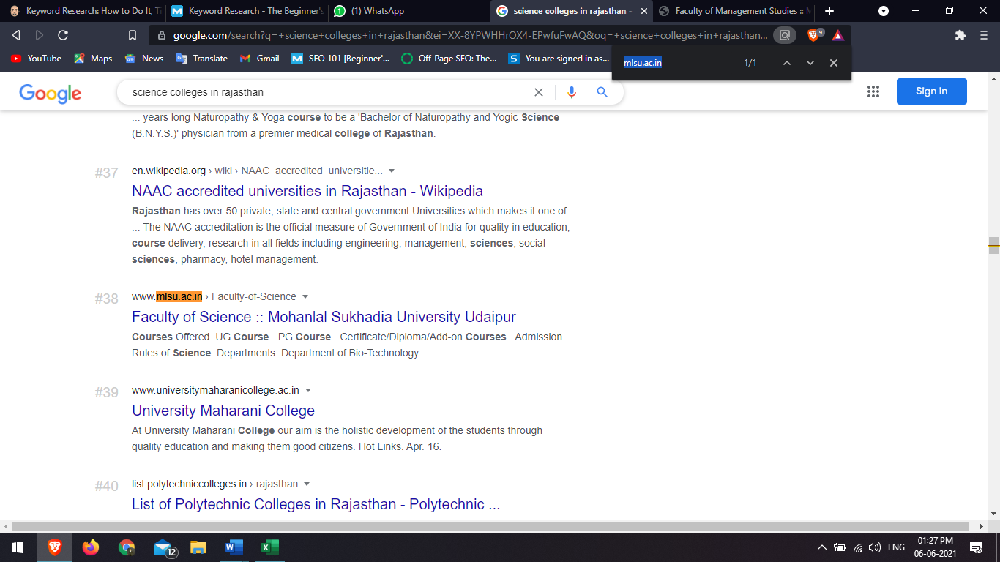 Keyword Research: How to Do It, Ti
Keyword Research - The Beginner's
(1) WhatsApp
science colleges in rajasthan -
Faculty of Management Studies :: M
google.com/search?q=+science+colleges+in+rajasthan&ei=XX-8YPWHHrOX4-EPwfuFwAQ&oq=+science+colleges+in+rajasthan...
9
YouTube
Maps
News
Translate
Gmail
SEO 101 [Beginner'...
Off-Page SEO: The...
You are signed in as...
mlsu.ac.in
1/1
Google
science colleges in rajasthan
Sign in
... years long Naturopathy & Yoga course to be a 'Bachelor of Naturopathy and Yogic Science
(B.N.Y.S.)' physician from a premier medical college of Rajasthan.
#37
en.wikipedia.org › wiki › NAAC_accredited_universitie...
NAAC accredited universities in Rajasthan - Wikipedia
Rajasthan has over 50 private, state and central government Universities which makes it one of
... The NAAC accreditation is the official measure of Government of India for quality in education,
course delivery, research in all fields including engineering, management, sciences, social
sciences, pharmacy, hotel management.
#38
www.mlsu.ac.in › Faculty-of-Science
Faculty of Science :: Mohanlal Sukhadia University Udaipur
Courses Offered. UG Course · PG Course · Certificate/Diploma/Add-on Courses · Admission
Rules of Science. Departments. Department of Bio-Technology.
#39
www.universitymaharanicollege.ac.in
University Maharani College
At University Maharani College our aim is the holistic development of the students through
quality education and making them good citizens. Hot Links. Apr. 16.
#40
list.polytechniccolleges.in › rajasthan
List of Polytechnic Colleges in Rajasthan - Polytechnic ...
12
ENG
01:27 PM
06-06-2021